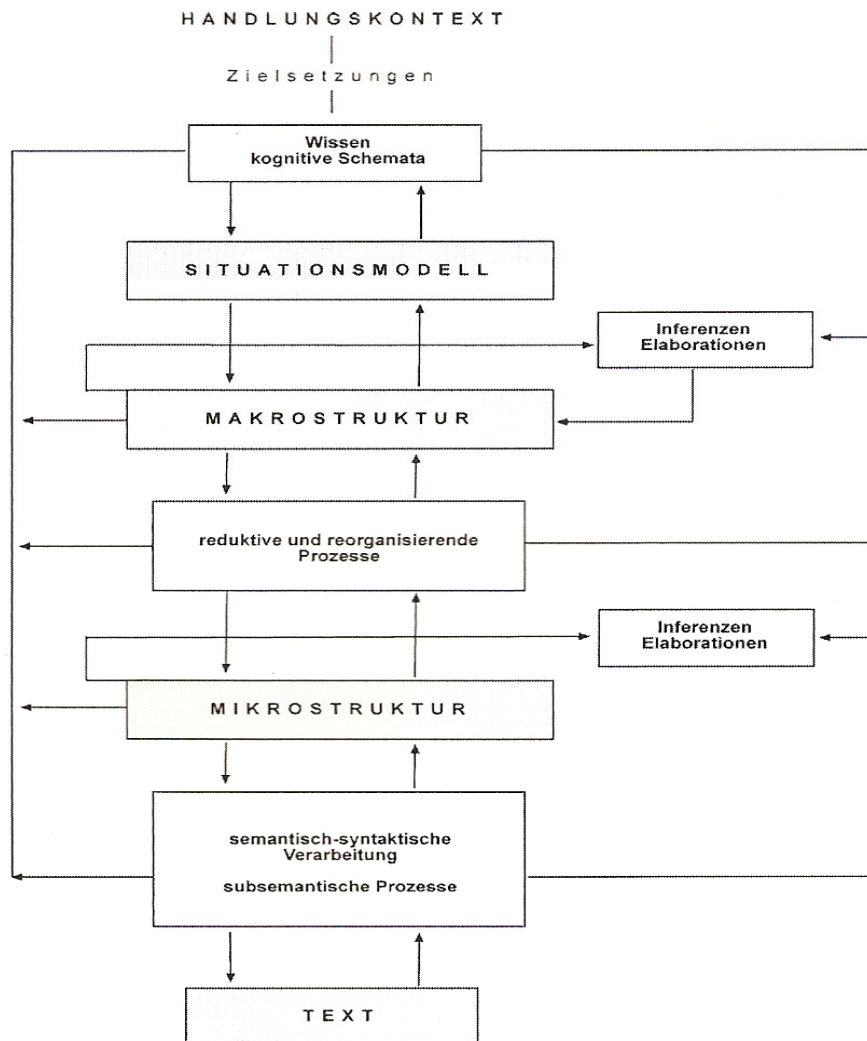 HANDLUNGSKONTEXT
Zielsetzungen
Wissen
kognitive Schemata
SITUATIONSMODELL
Inferenzen
Elaborationen
MAKROSTRUKTUR
reduktive und reorganisierende
Prozesse
Inferenzen
Elaborationen
MIKROSTRUKTUR
semantisch-syntaktische
Verarbeitung
subsemantische Prozesse
TEXT